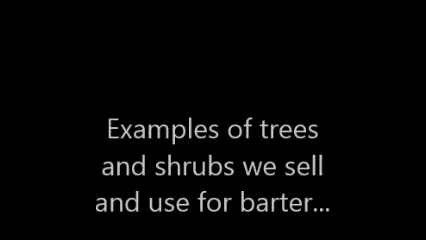 Examples of trees
and shrubs we sell
and use for barter...